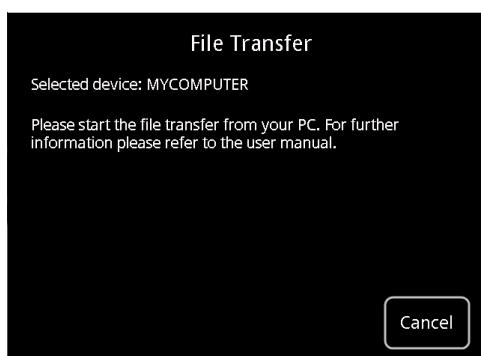 File Transfer
Selected device: MYCOMPUTER
Please start the file transfer from your PC. For further
information please refer to the user manual.
Cancel